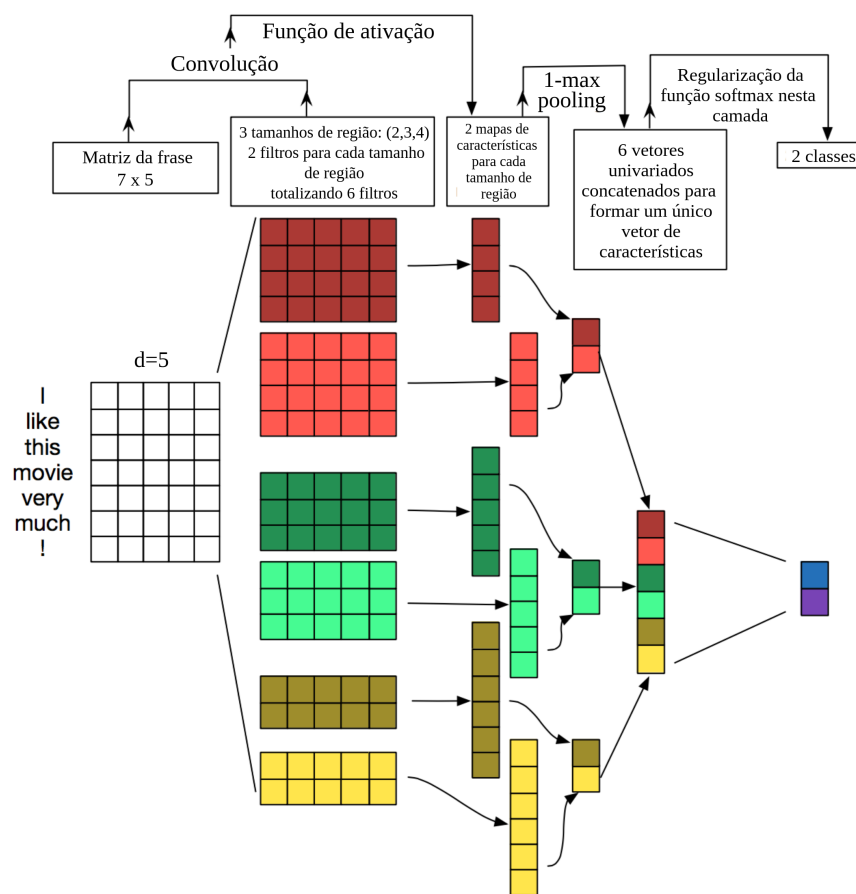 Função de ativação
Convolução
1-max
pooling
Regularização da
função softmax nesta
camada
Matriz da frase
7 x 5
3 tamanhos de região: (2,3,4)
2 filtros para cada tamanho
de região
totalizando 6 filtros
2 mapas de
características
para cada
tamanho de
região
6 vetores
univariados
concatenados para
formar um único
vetor de
características
2 classes
d=5
I
like
this
movie
very
much
!